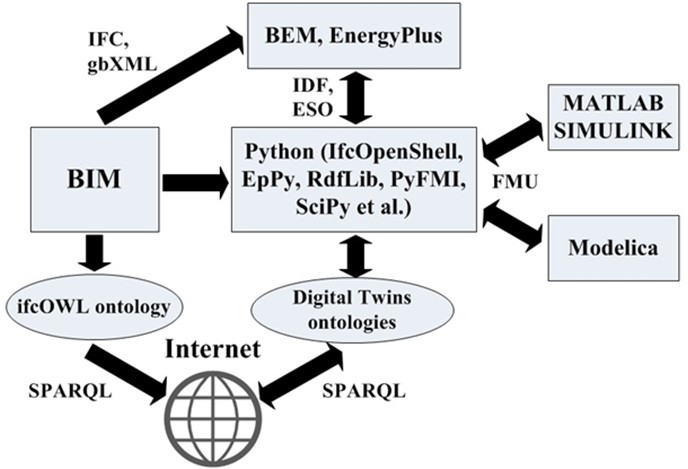 IFC,
gbXML
BEM, EnergyPlus
IDF,
ESO
MATLAB
SIMULINK
BIM
Python (IfcOpenShell,
EpPy, RdfLib, PyFMI,
SciPy et al.)
FMU
Modelica
ifcOWL ontology
Digital Twins
ontologies
Internet
SPARQL
SPARQL